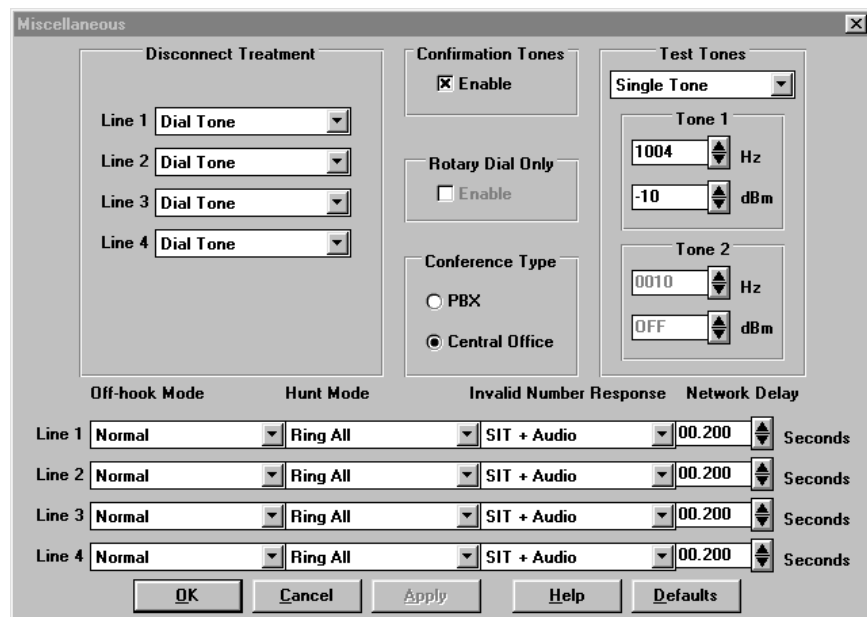 Miscellaneous
Disconnect Treatment
Line 1 Dial Tone
Line 2 Dial Tone
Line 3 Dial Tone
Line 4 Dial Tone
Confirmation Tones
Enable
Rotary Dial Only
Enable
Conference Type
PBX
Central Office
Test Tones
Single Tone
Tone 1
1004 Hz
-10 dBm
Tone 2
0010 Hz
OFF dBm
Off-hook Mode Hunt Mode Invalid Number Response Network Delay
Line 1 Normal Ring All SIT + Audio 00.200 Seconds
Line 2 Normal Ring All SIT + Audio 00.200 Seconds
Line 3 Normal Ring All SIT + Audio 00.200 Seconds
Line 4 Normal Ring All SIT + Audio 00.200 Seconds
OK Cancel Apply Help Defaults